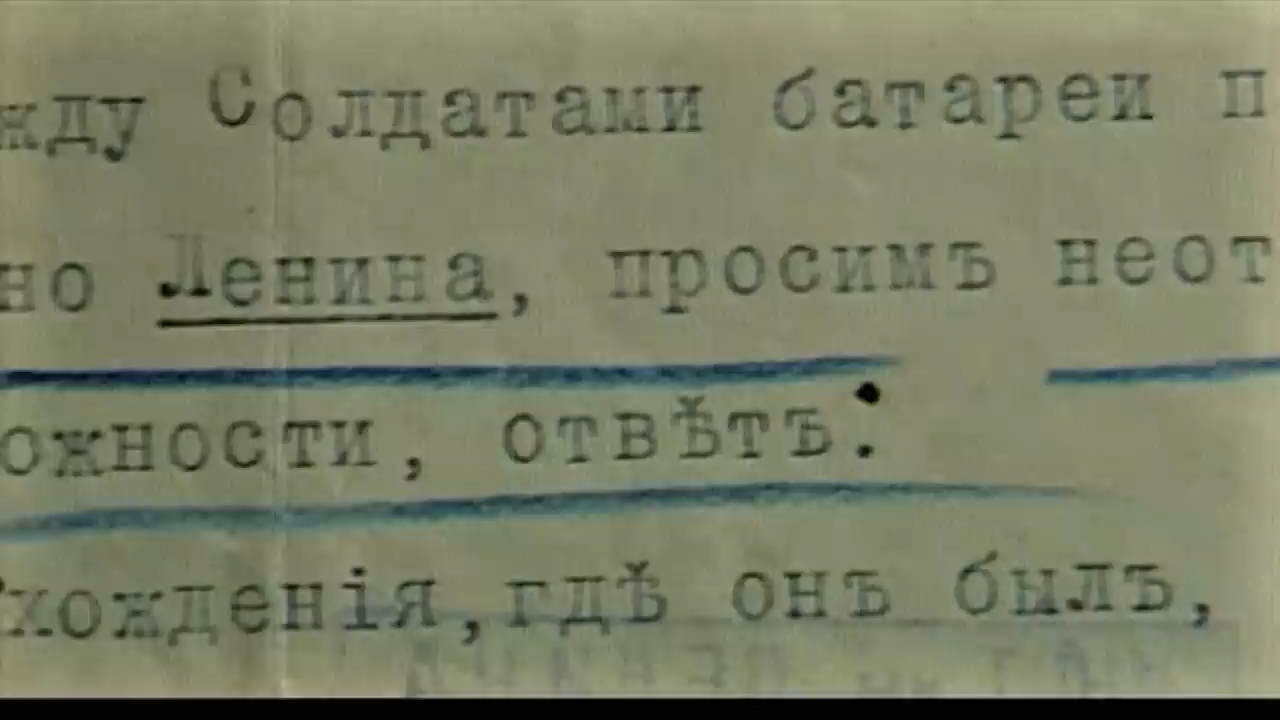 жду Солдатами батареи п
но Ленина, просимъ неот
ожности, отвѣтъ:
хожденія, гдѣ онъ былъ,